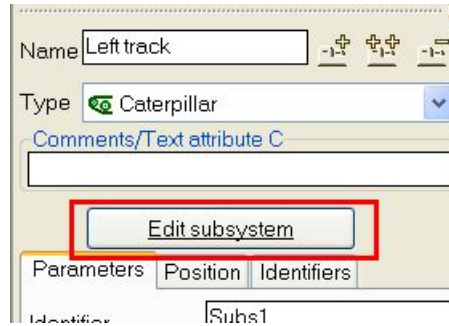 Name Left track
Type Caterpillar
Comments/Text attribute C
Edit subsystem
Parameters Position Identifiers
Identifier Subs1